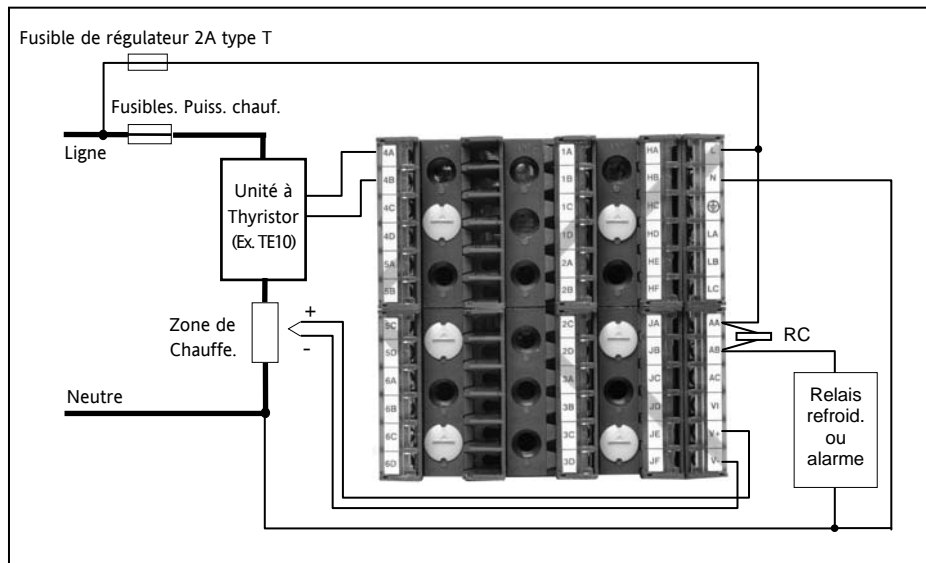 Fusible de régulateur 2A type T
Fusibles. Puiss. chauf.
Ligne
Unité à
Thyristor
(Ex. TE10)
Zone de
Chauffe.
+
-
Neutre
4A
4B
4C
4D
5A
5B
5C
5D
6A
6B
6C
6D
1A
1B
1C
1D
2A
2B
2C
2D
3A
3B
3C
3D
HA
HB
HC
HD
HE
HF
JA
JB
JC
JD
JE
JF
L
N
LA
LB
LC
AA
AB
AC
VI
V+
V-
RC
Relais
refroid.
ou
alarme